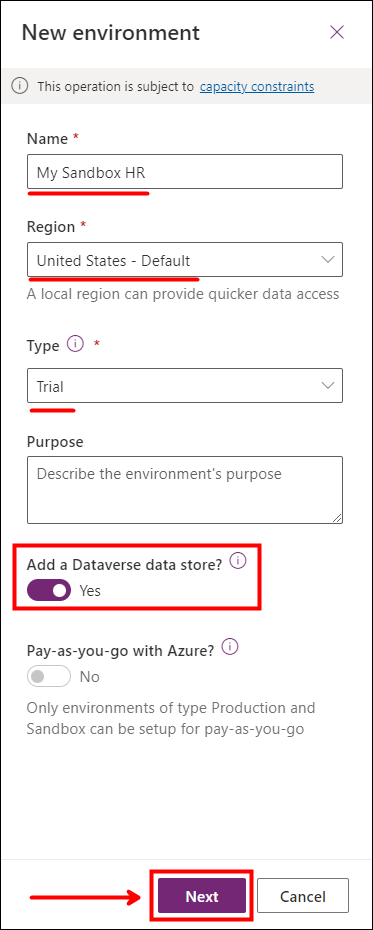 New environment
This operation is subject to capacity constraints
Name *
My Sandbox HR
Region *
United States - Default
A local region can provide quicker data access
Type *
Trial
Purpose
Describe the environment's purpose
Add a Dataverse data store?
Yes
Pay-as-you-go with Azure?
No
Only environments of type Production and
Sandbox can be setup for pay-as-you-go
Next
Cancel